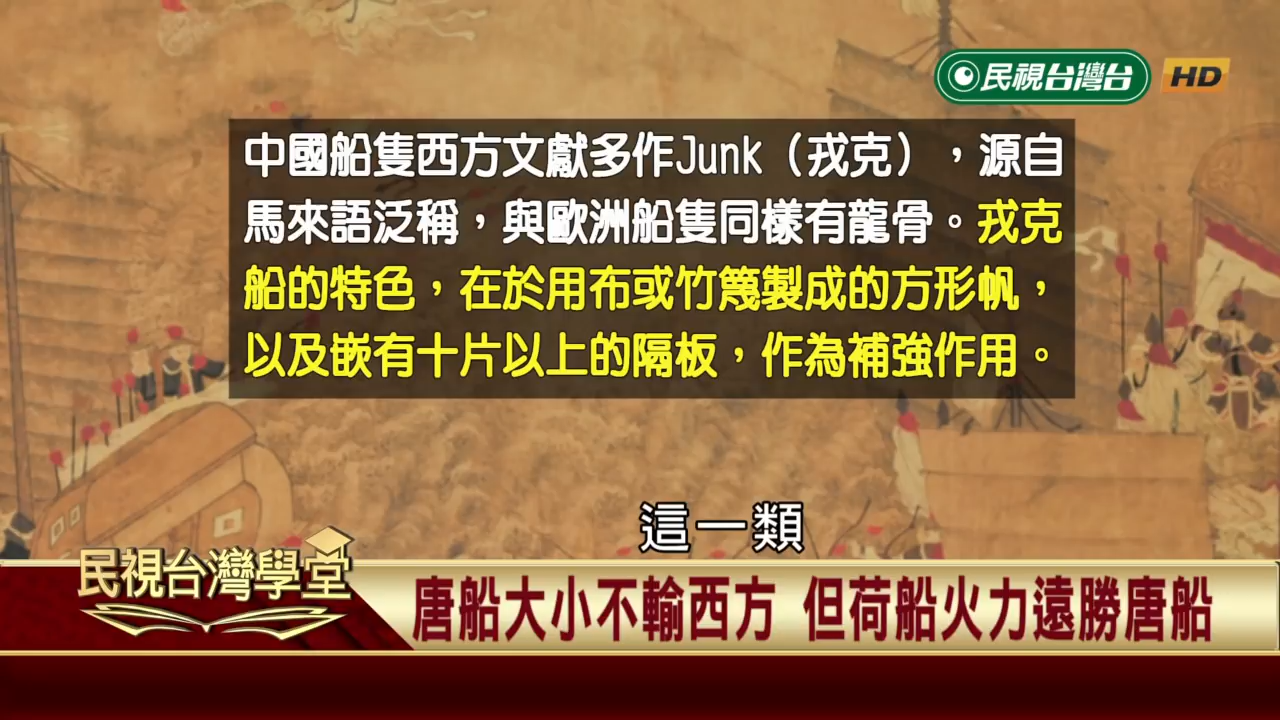 民視台灣台 HD
中國船隻西方文獻多作Junk（戎克），源自
馬來語泛稱，與歐洲船隻同樣有龍骨。戎克
船的特色，在於用布或竹篾製成的方形帆，
以及嵌有十片以上的隔板，作為補強作用。
這一類
民視台灣學堂
唐船大小不輸西方 但荷船火力遠勝唐船